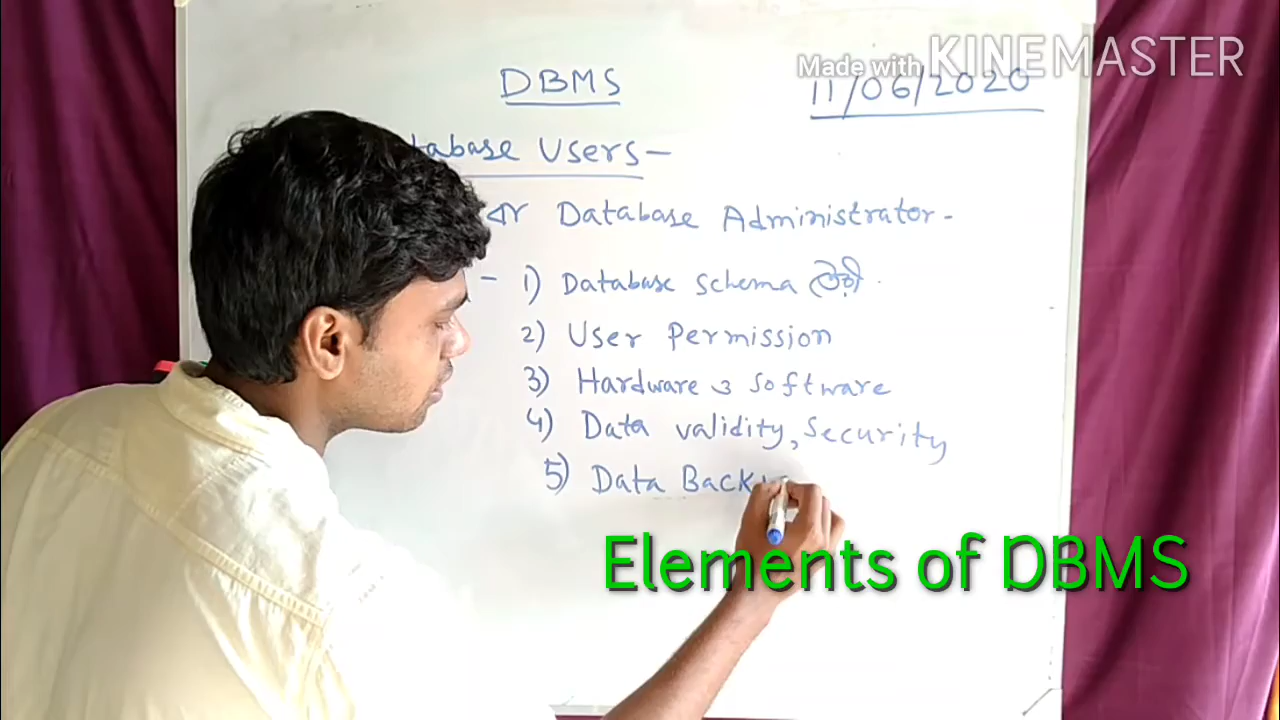 Made with KINEMASTER
DBMS
11/06/2020
tabase Users-
Database Administrator-
- 1) Database Schema
2) User Permission
3) Hardware ও Software
4) Data validity, Security
5) Data Back
Elements of DBMS